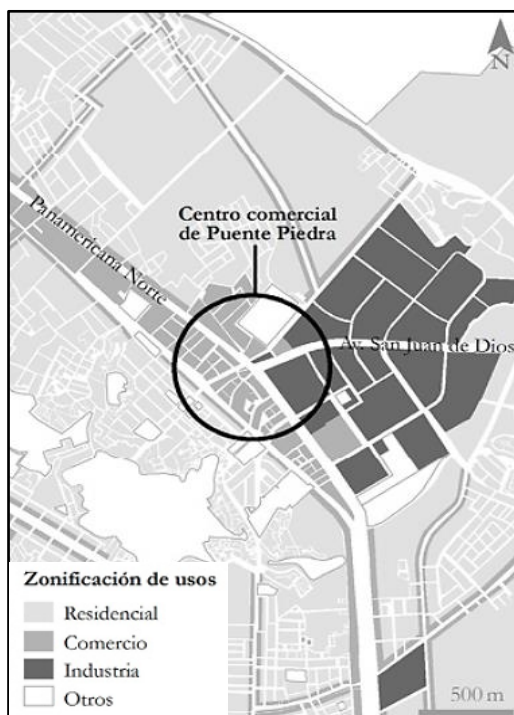 N
Panamericana Norte
Centro comercial
de Puente Piedra
Av. San Juan de Dios
Zonificación de usos
Residencial
Comercio
Industria
Otros
500 m